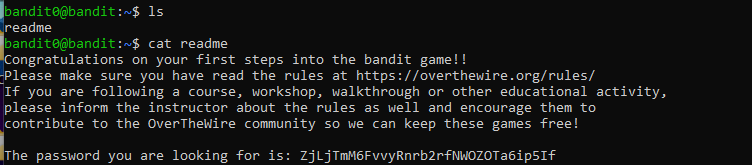 bandit0@bandit:~$ ls
readme
bandit0@bandit:~$ cat readme
Congratulations on your first steps into the bandit game!!
Please make sure you have read the rules at https://overthewire.org/rules/
If you are following a course, workshop, walkthrough or other educational activity,
please inform the instructor about the rules as well and encourage them to
contribute to the OverTheWire community so we can keep these games free!
The password you are looking for is: ZjLjTmM6FvvyRnrb2rfNWOZOTa6ip5If